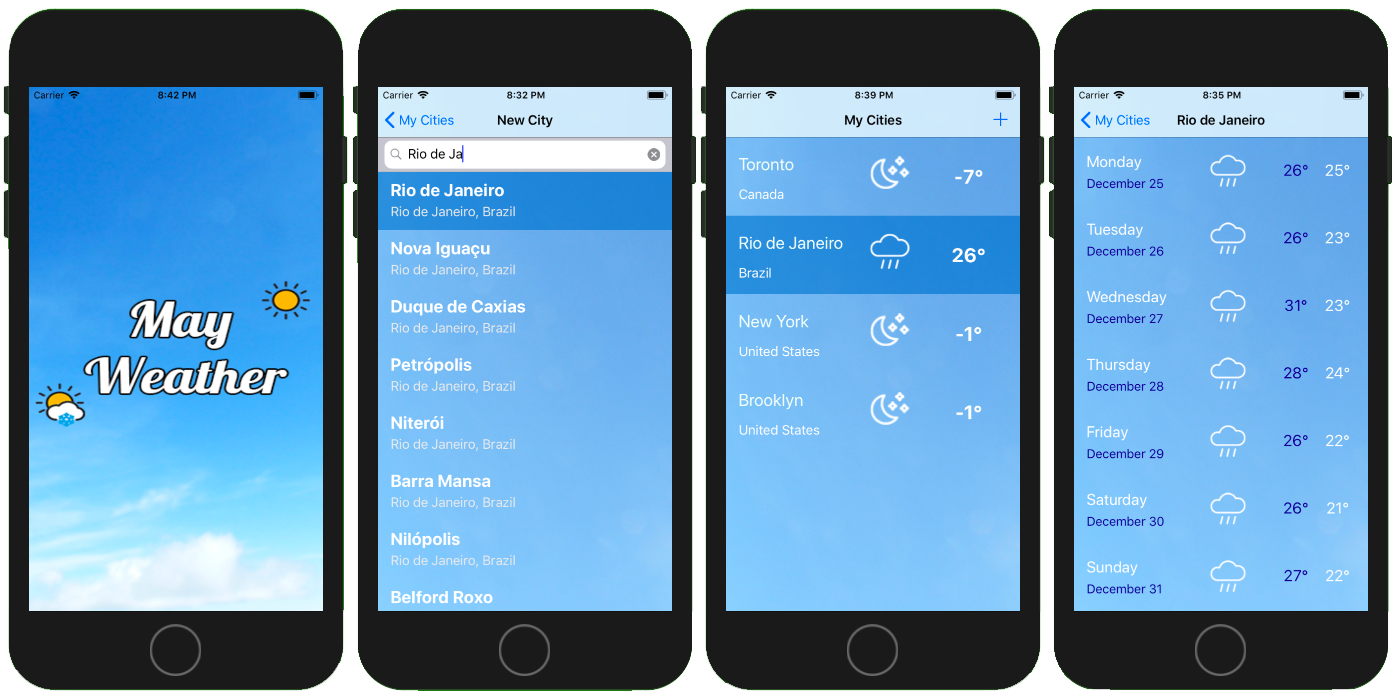 Carrier 8:42 PM
May
Weather
Carrier 8:32 PM
My Cities New City
Rio de Ja
Rio de Janeiro
Rio de Janeiro, Brazil
Nova Iguaçu
Rio de Janeiro, Brazil
Duque de Caxias
Rio de Janeiro, Brazil
Petrópolis
Rio de Janeiro, Brazil
Niterói
Rio de Janeiro, Brazil
Barra Mansa
Rio de Janeiro, Brazil
Nilópolis
Rio de Janeiro, Brazil
Belford Roxo
Carrier 8:39 PM
My Cities +
Toronto
Canada
-7°
Rio de Janeiro
Brazil
26°
New York
United States
-1°
Brooklyn
United States
-1°
Carrier 8:35 PM
My Cities Rio de Janeiro
Monday
December 25
26° 25°
Tuesday
December 26
26° 23°
Wednesday
December 27
31° 23°
Thursday
December 28
28° 24°
Friday
December 29
26° 22°
Saturday
December 30
26° 21°
Sunday
December 31
27° 22°